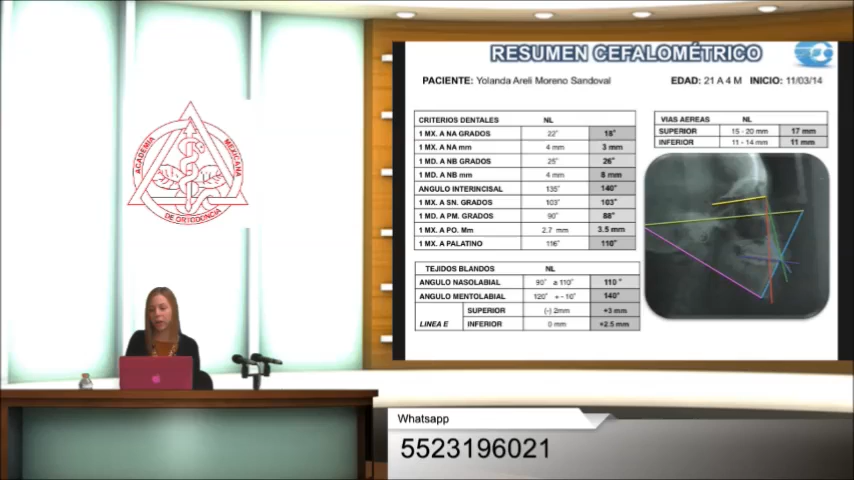 ACADEMIA
MEXICANA
DE ORTODONCIA
RESUMEN CEFALOMÉTRICO
PACIENTE: Yolanda Areli Moreno Sandoval EDAD: 21 A 4 M INICIO: 11/03/14
CRITERIOS DENTALES NL
1 MX. A NA GRADOS 22° 18°
1 MX. A NA mm 4 mm 3 mm
1 MD. A NB GRADOS 25° 26°
1 MD. A NB mm 4 mm 8 mm
ANGULO INTERINCISAL 135° 140°
1 MX. A SN. GRADOS 103° 103°
1 MD. A PM. GRADOS 90° 88°
1 MX. A PO. Mm 2.7 mm 3.5 mm
1 MX. A PALATINO 116° 110°
VIAS AEREAS NL
SUPERIOR 15 - 20 mm 17 mm
INFERIOR 11 - 14 mm 11 mm
TEJIDOS BLANDOS NL
ANGULO NASOLABIAL 90° a 110° 110°
ANGULO MENTOLABIAL 120° +- 10° 140°
LINEA E SUPERIOR (-) 2mm +3 mm
INFERIOR 0 mm +2.5 mm
Whatsapp
5523196021